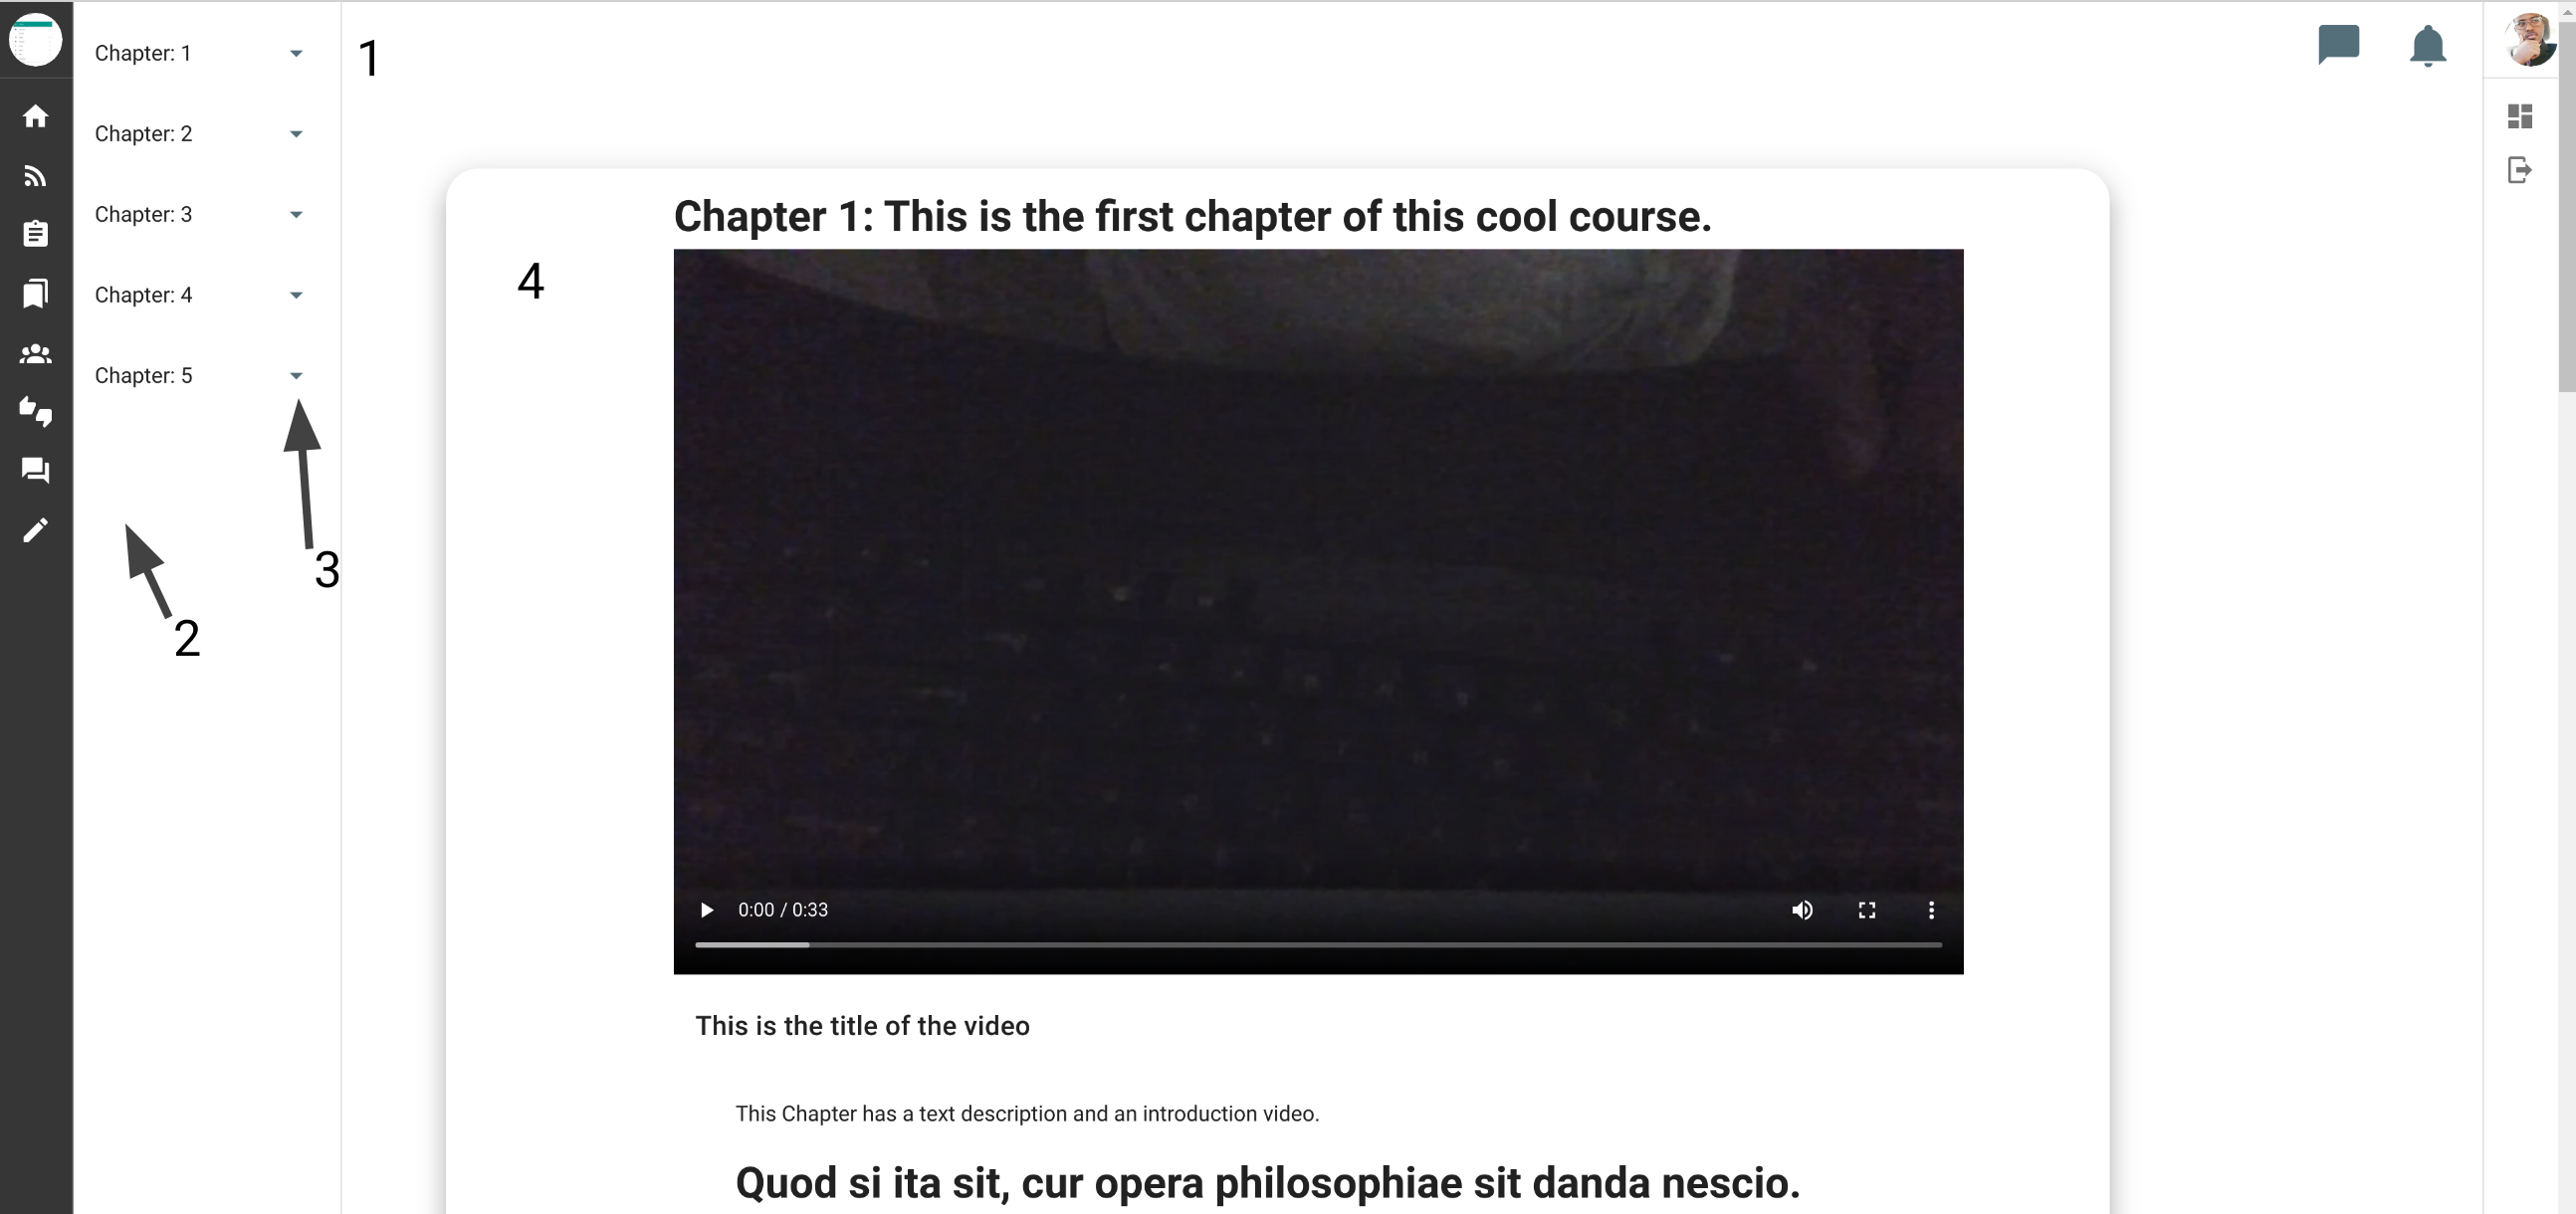 Chapter: 1
1
Chapter: 2
Chapter: 3
Chapter: 4
Chapter: 5
3
2
Chapter 1: This is the first chapter of this cool course.
4
0:00 / 0:33
This is the title of the video
This Chapter has a text description and an introduction video.
Quod si ita sit, cur opera philosophiae sit danda nescio.